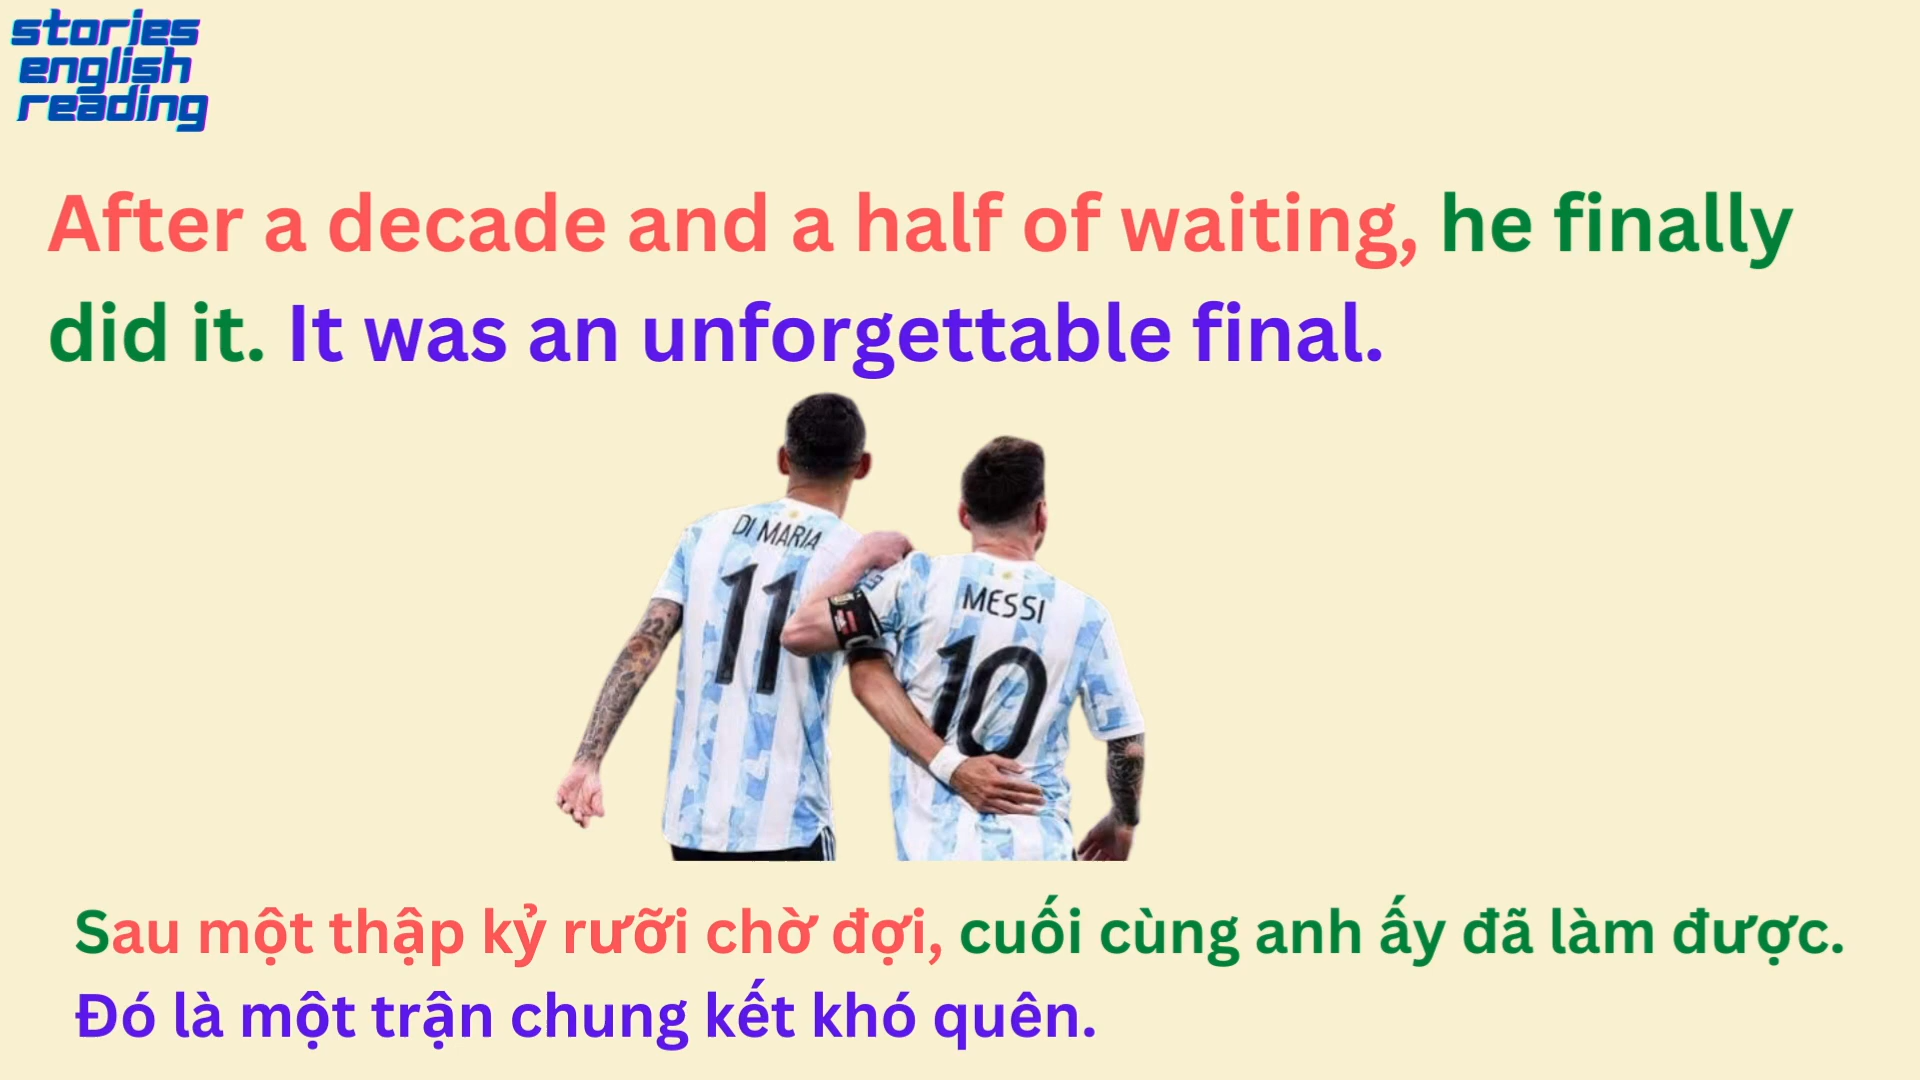 stories
english
reading
After a decade and a half of waiting, he finally
did it. It was an unforgettable final.
DI MARIA
11
MESSI
10
Sau một thập kỷ rưỡi chờ đợi, cuối cùng anh ấy đã làm được.
Đó là một trận chung kết khó quên.